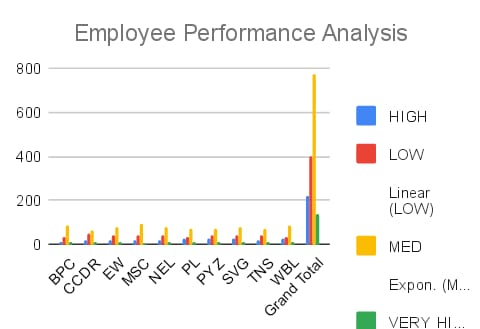 Employee Performance Analysis
800
600
400
200
0
BPC
CCDR
EW
MSC
NEL
PL
PYZ
SVG
TNS
WBL
Grand Total
HIGH
LOW
Linear
(LOW)
MED
Expon. (M...
VERY HI...